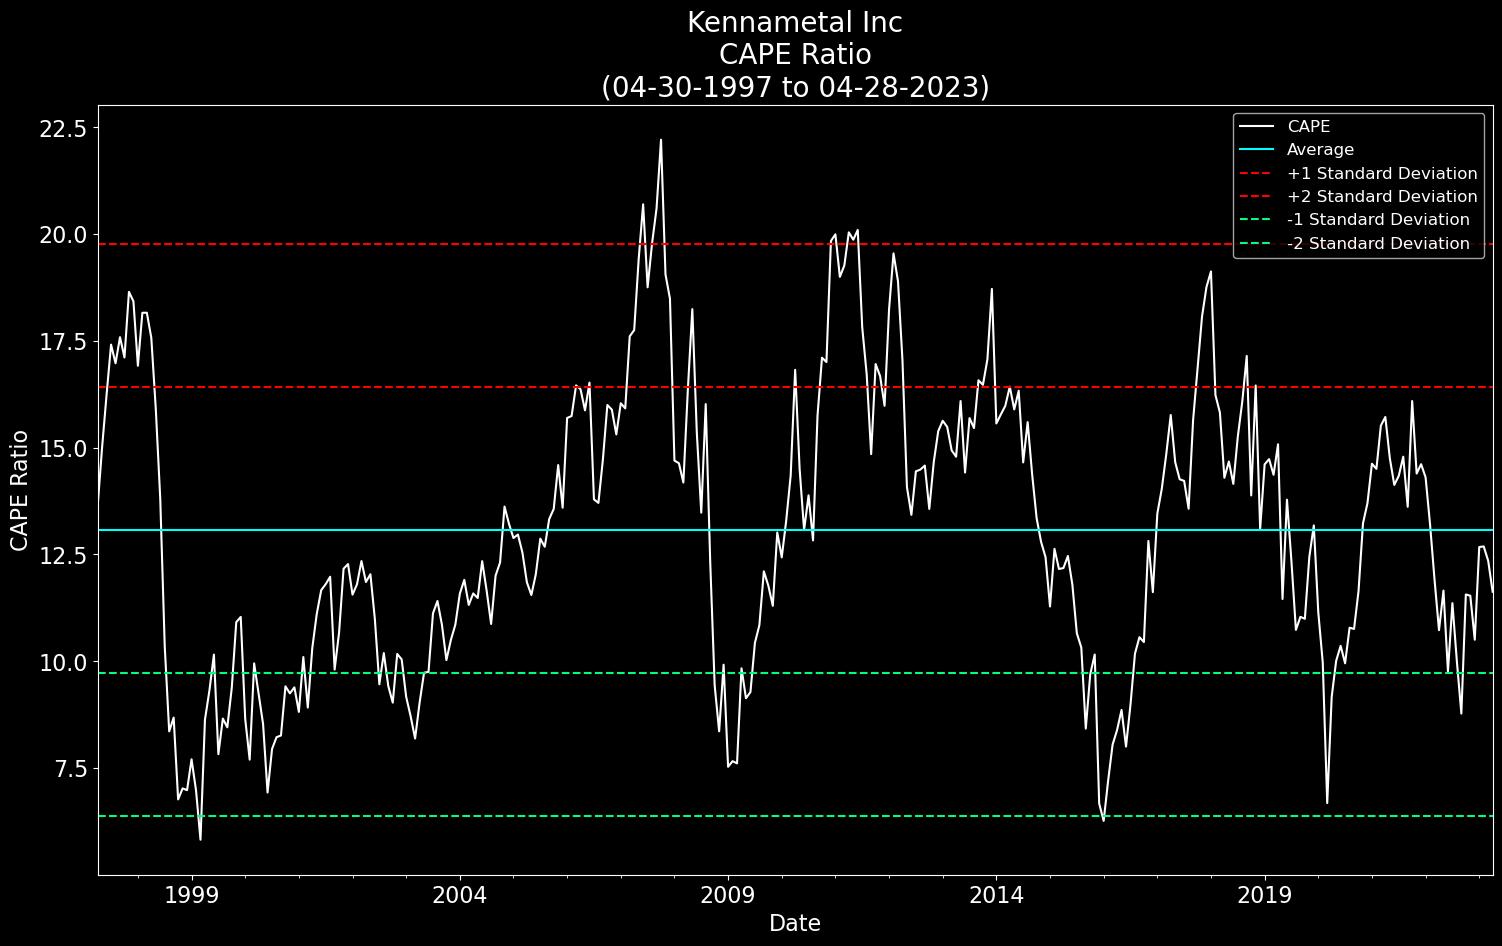 Kennametal Inc
CAPE Ratio
(04-30-1997 to 04-28-2023)
CAPE
Average
+1 Standard Deviation
+2 Standard Deviation
-1 Standard Deviation
-2 Standard Deviation
CAPE Ratio
22.5
20.0
17.5
15.0
12.5
10.0
7.5
1999
2004
2009
2014
2019
Date